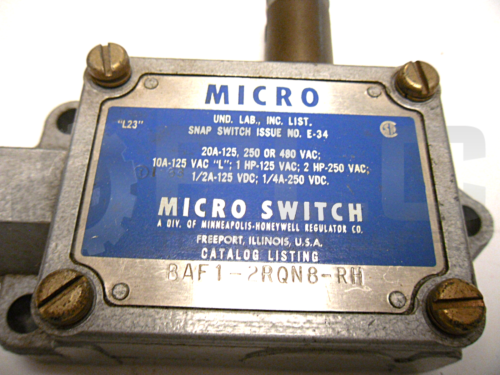 MICRO
"L23"
UND. LAB., INC. LIST.
SNAP SWITCH ISSUE NO. E-34
20A-125, 250 OR 480 VAC;
10A-125 VAC "L"; 1 HP-125 VAC; 2 HP-250 VAC;
1/2A-125 VDC; 1/4A-250 VDC.
MICRO SWITCH
A DIV. OF MINNEAPOLIS-HONEYWELL REGULATOR CO.
FREEPORT, ILLINOIS, U.S.A.
CATALOG LISTING
8AF1-2RQN8-RH